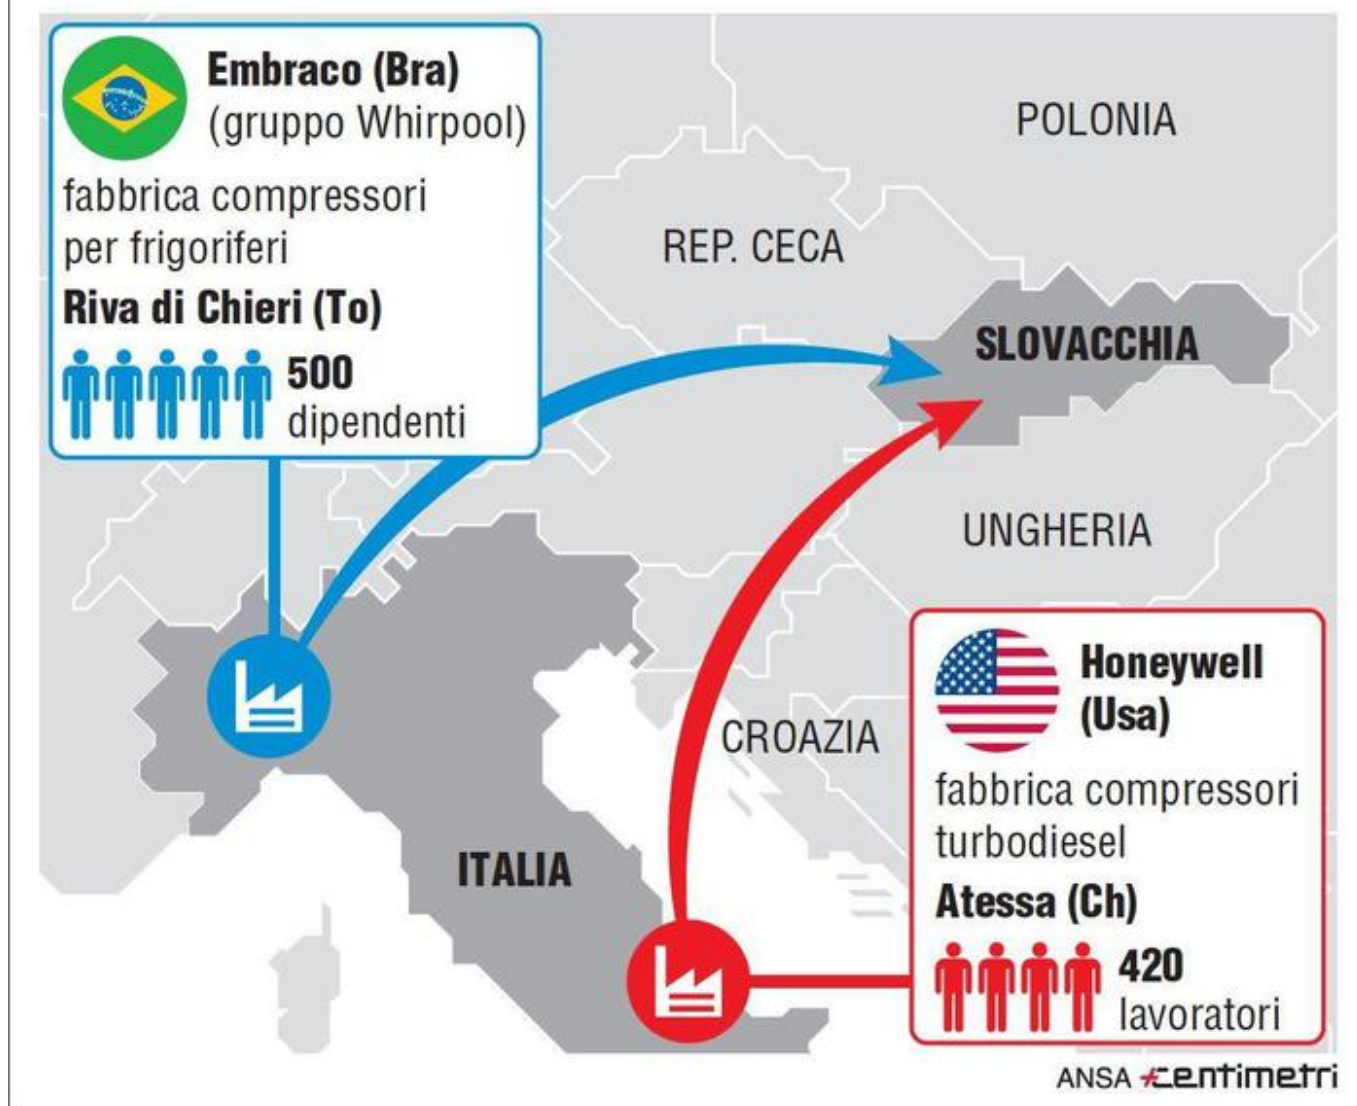 Embraco (Bra)
(gruppo Whirpool)
fabbrica compressori
per frigoriferi
Riva di Chieri (To)
500
dipendenti
POLONIA
REP. CECA
SLOVACCHIA
UNGHERIA
CROAZIA
ITALIA
Honeywell
(Usa)
fabbrica compressori
turbodiesel
Atessa (Ch)
420
lavoratori
ANSA centimetri